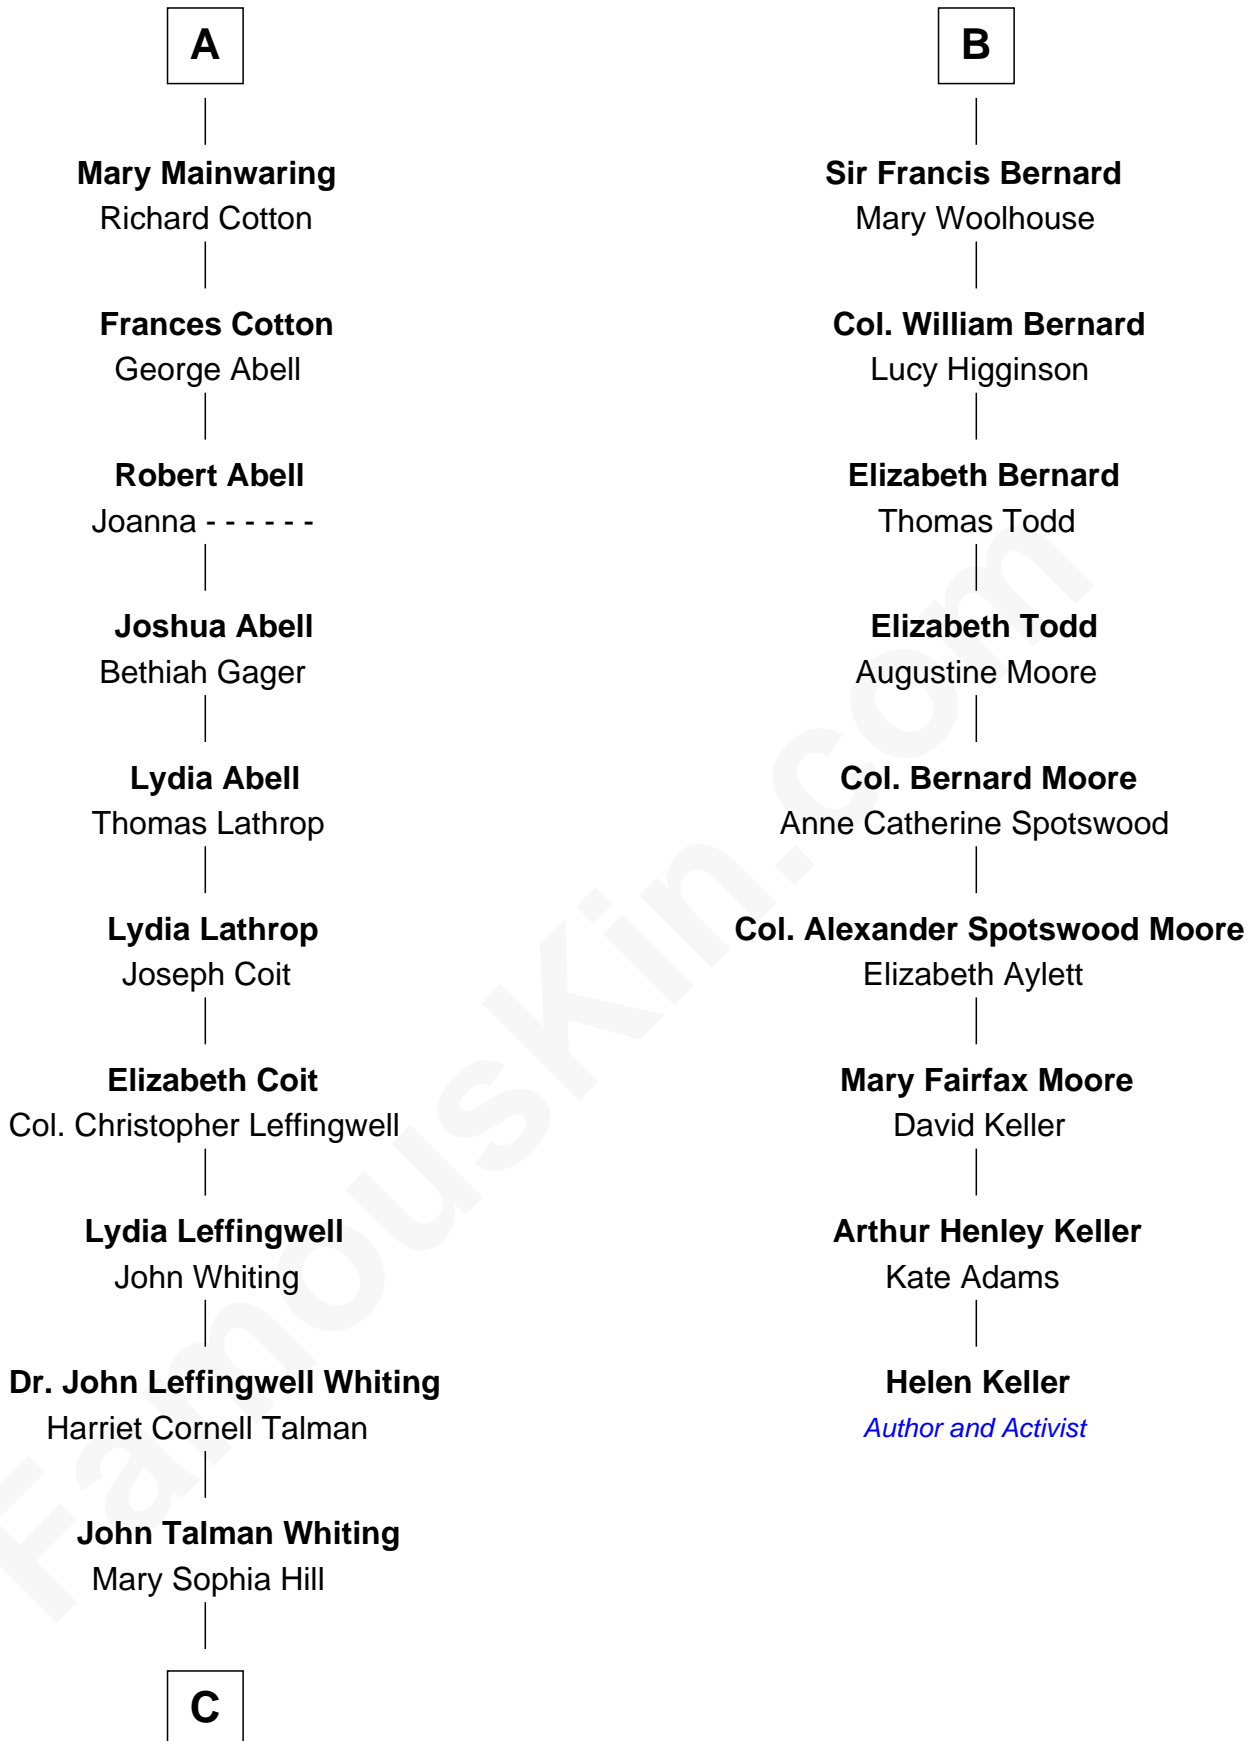 A
Mary Mainwaring
Richard Cotton
Frances Cotton
George Abell
Robert Abell
Joanna - - - - - -
Joshua Abell
Bethiah Gager
Lydia Abell
Thomas Lathrop
Lydia Lathrop
Joseph Coit
Elizabeth Coit
Col. Christopher Leffingwell
Lydia Leffingwell
John Whiting
Dr. John Leffingwell Whiting
Harriet Cornell Talman
John Talman Whiting
Mary Sophia Hill
C
B
Sir Francis Bernard
Mary Woolhouse
Col. William Bernard
Lucy Higginson
Elizabeth Bernard
Thomas Todd
Elizabeth Todd
Augustine Moore
Col. Bernard Moore
Anne Catherine Spotswood
Col. Alexander Spotswood Moore
Elizabeth Aylett
Mary Fairfax Moore
David Keller
Arthur Henley Keller
Kate Adams
Helen Keller
Author and Activist
FamousKin.com